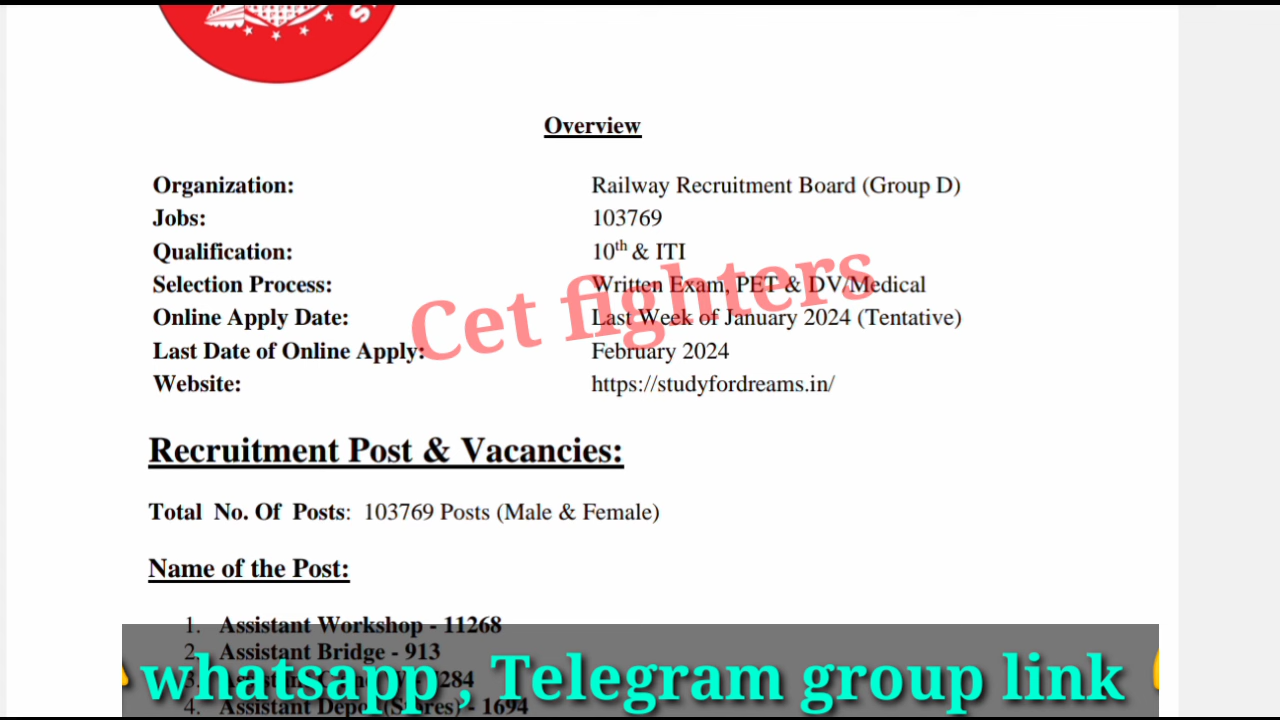 S
Overview
Organization: Railway Recruitment Board (Group D)
Jobs: 103769
Qualification: 10th & ITI
Selection Process: Written Exam, PET & DV/Medical
Online Apply Date: Last Week of January 2024 (Tentative)
Last Date of Online Apply: February 2024
Website: https://studyfordreams.in/
Cet fighters
Recruitment Post & Vacancies:
Total No. Of Posts: 103769 Posts (Male & Female)
Name of the Post:
1. Assistant Workshop - 11268
2. Assistant Bridge - 913
3. 284
4. Assistant Depot (Stores) - 1694
whatsapp , Telegram group link